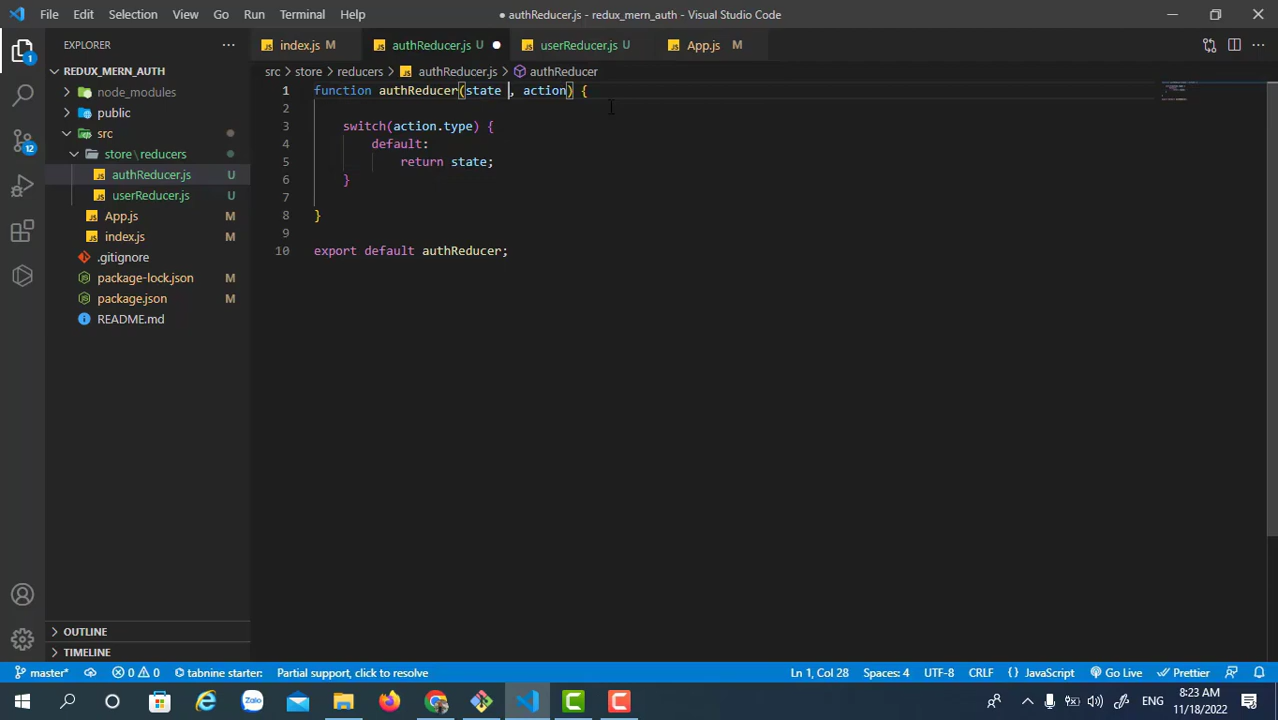 File Edit Selection View Go Run Terminal Help
● authReducer.js - redux_mern_auth - Visual Studio Code
EXPLORER
index.js M
authReducer.js U
userReducer.js U
App.js M
REDUX_MERN_AUTH
node_modules
public
src
store\reducers
authReducer.js U
userReducer.js U
App.js M
index.js M
.gitignore
package-lock.json M
package.json M
README.md
OUTLINE
TIMELINE
1
12
src > store > reducers > authReducer.js > authReducer
1 function authReducer(state , action) {
2
3 switch(action.type) {
4 default:
5 return state;
6 }
7
8 }
9
10 export default authReducer;
master* 0 0 tabnine starter: Partial support, click to resolve
Ln 1, Col 28 Spaces: 4 UTF-8 CRLF { } JavaScript Go Live Prettier
Zalo
ENG
8:23 AM
11/18/2022